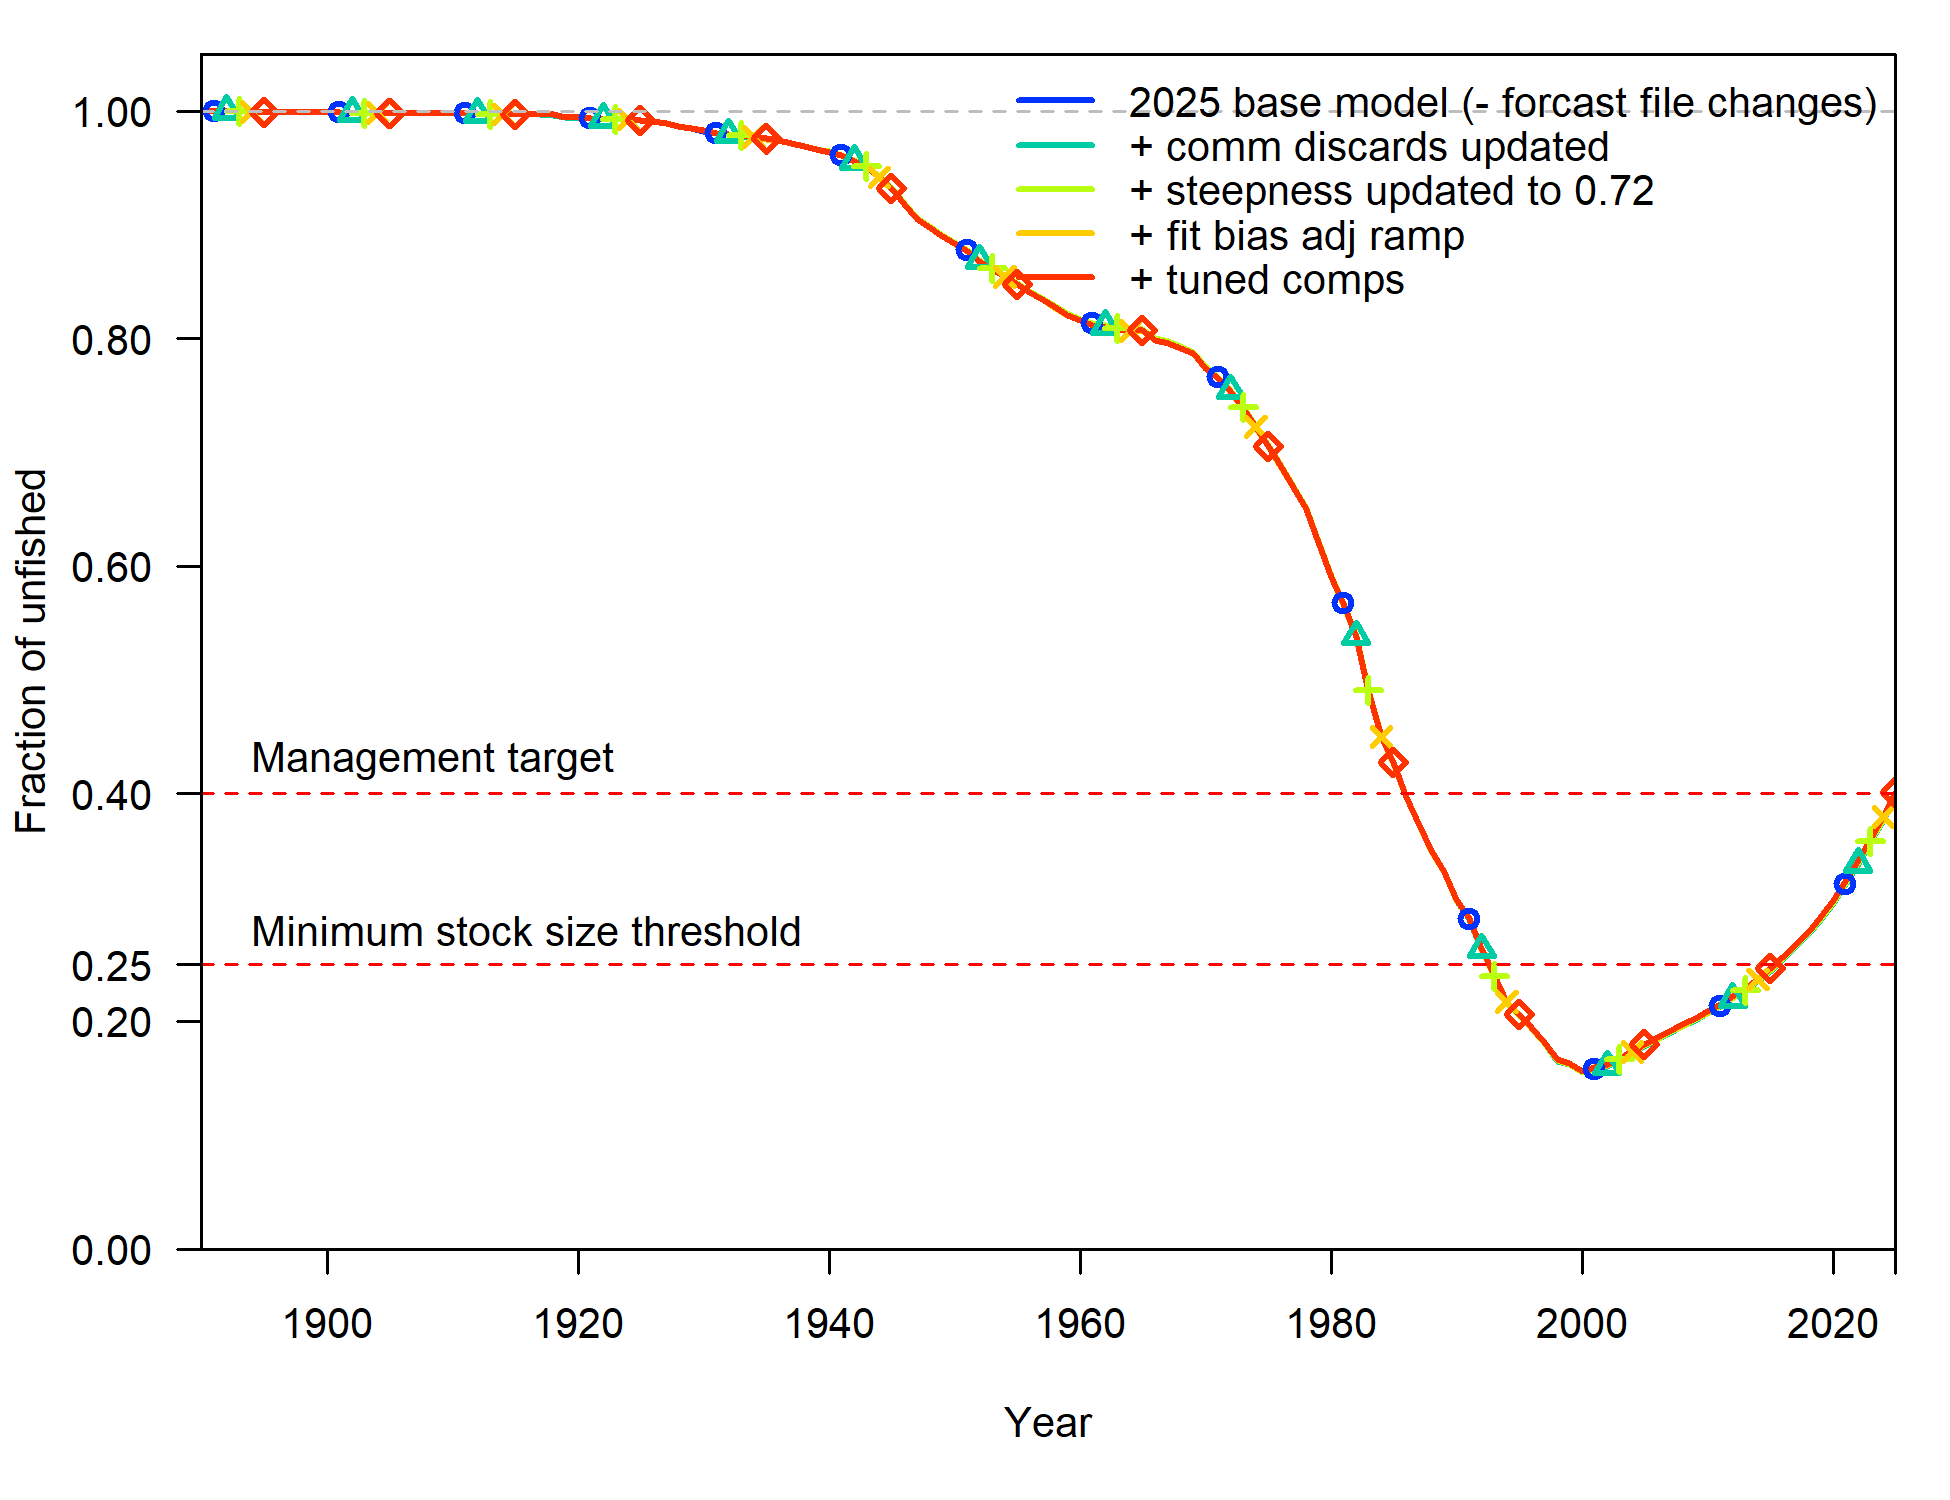 2025 base model (- forcast file changes)
+ comm discards updated
+ steepness updated to 0.72
+ fit bias adj ramp
+ tuned comps
Fraction of unfished
1.00
0.80
0.60
0.40
0.25
0.20
0.00
Management target
Minimum stock size threshold
1900 1920 1940 1960 1980 2000 2020
Year